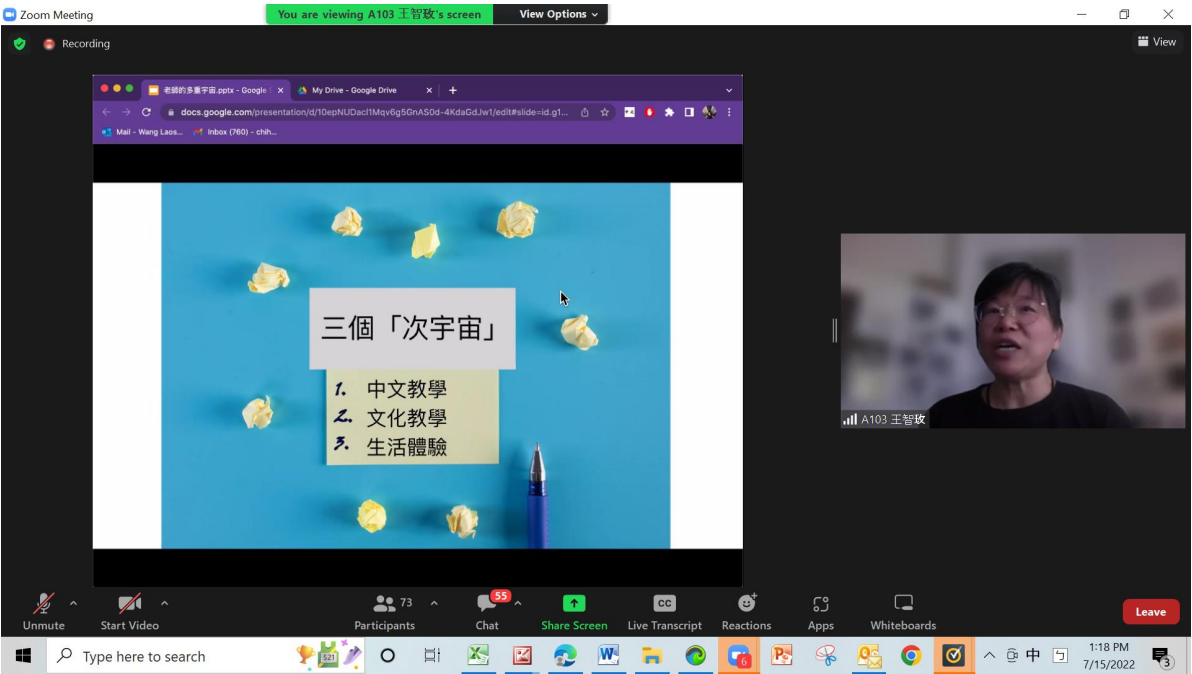 Zoom Meeting
You are viewing A103 王智玫's screen
View Options
Recording
View
老師的多重宇宙.pptx - Google S
My Drive - Google Drive
docs.google.com/presentation/d/10epNUDacl1Mqv6g5GnAS0d-4KdaGdJw1/edit#slide=id.g1...
Mail - Wang Laos...
Inbox (760) - chih...
三個「次宇宙」
1. 中文教學
2. 文化教學
3. 生活體驗
A103 王智玫
73
55
CC
Unmute
Start Video
Participants
Chat
Share Screen
Live Transcript
Reactions
Apps
Whiteboards
Leave
Type here to search
521
6
中
1:18 PM
7/15/2022
3